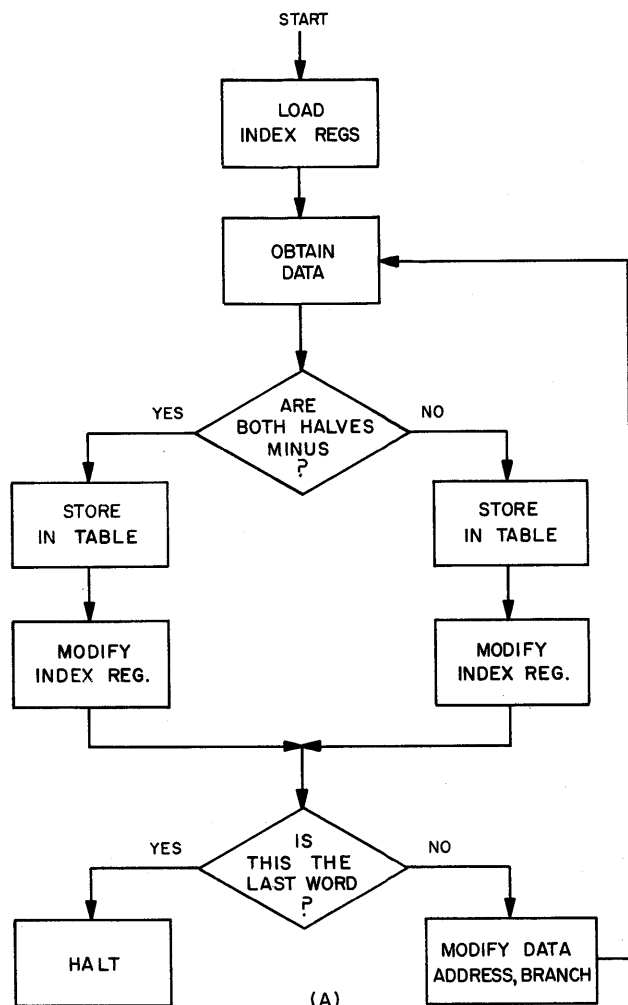 START
LOAD
INDEX REGS
OBTAIN
DATA
YES
ARE
BOTH HALVES
MINUS
?
NO
STORE
IN TABLE
STORE
IN TABLE
MODIFY
INDEX REG.
MODIFY
INDEX REG.
YES
IS
THIS THE
LAST WORD
?
NO
HALT
MODIFY DATA
ADDRESS, BRANCH
(A)